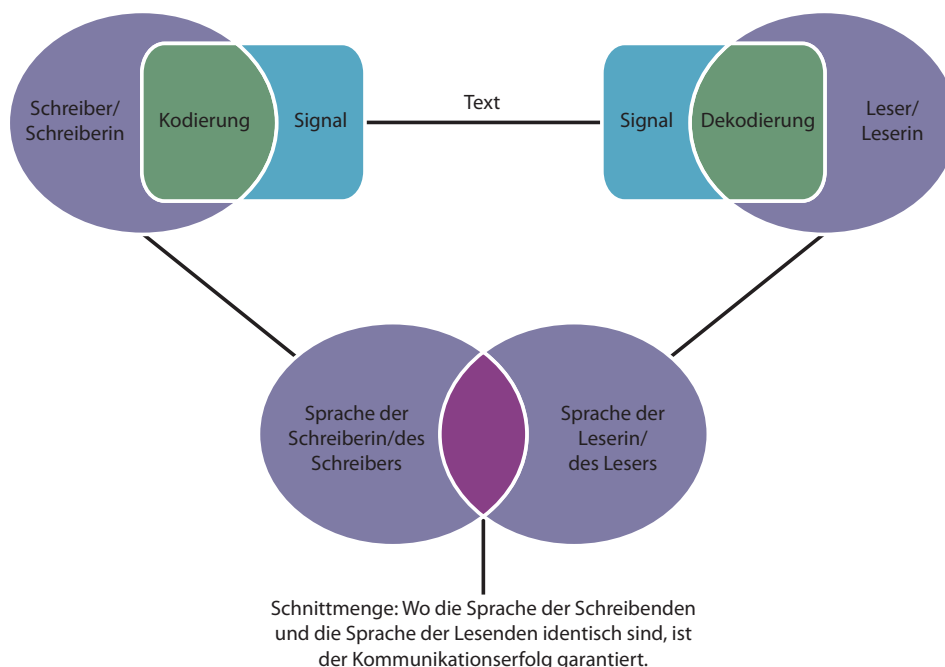 Schreiber/
Schreiberin
Kodierung
Signal
Text
Signal
Dekodierung
Leser/
Leserin
Sprache der
Schreiberin/des
Schreibers
Sprache der
Leserin/
des Lesers
Schnittmenge: Wo die Sprache der Schreibenden
und die Sprache der Lesenden identisch sind, ist
der Kommunikationserfolg garantiert.